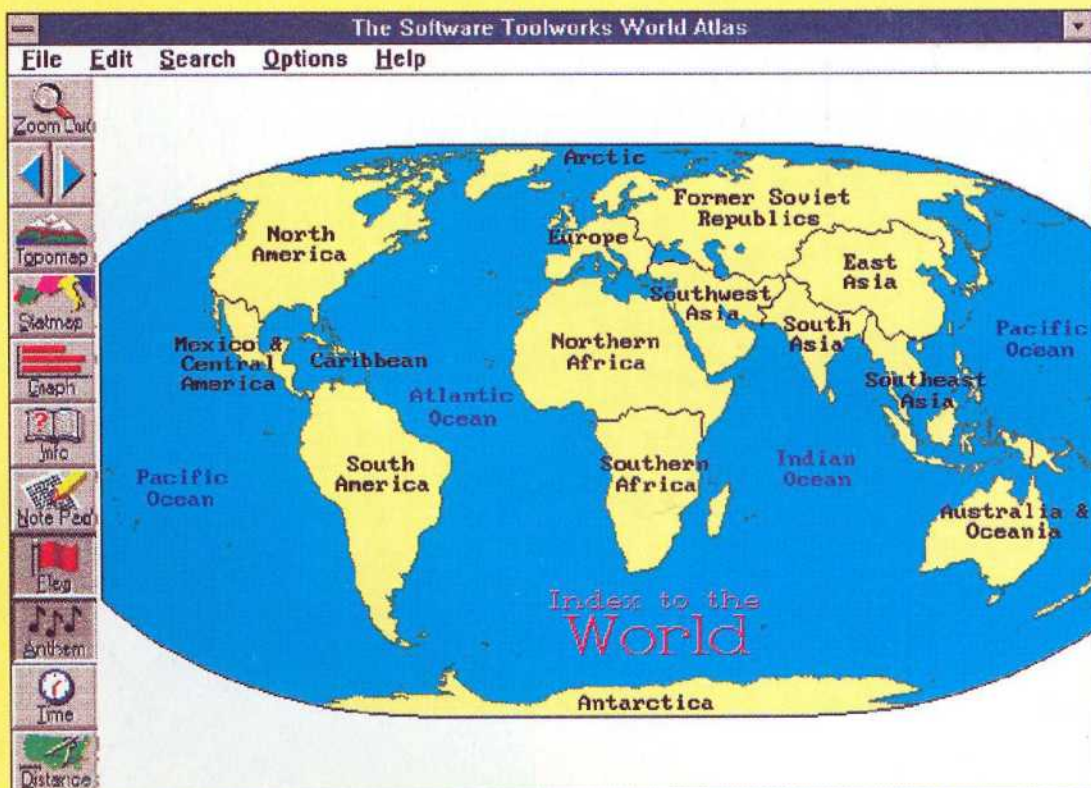 The Software Toolworks World Atlas
File Edit Search Options Help
Zoom Out
Topomap
Statmap
Graph
Info
Note Pad
Flag
Anthem
Time
Distance
Arctic
Former Soviet
Republics
North
America
Europe
East
Asia
Southwest
Asia
South
Asia
Northern
Africa
Pacific
Ocean
Mexico &
Central
America
Caribbean
Southeast
Asia
Atlantic
Ocean
Pacific
Ocean
South
America
Southern
Africa
Indian
Ocean
Australia &
Oceania
Index to the
World
Antarctica